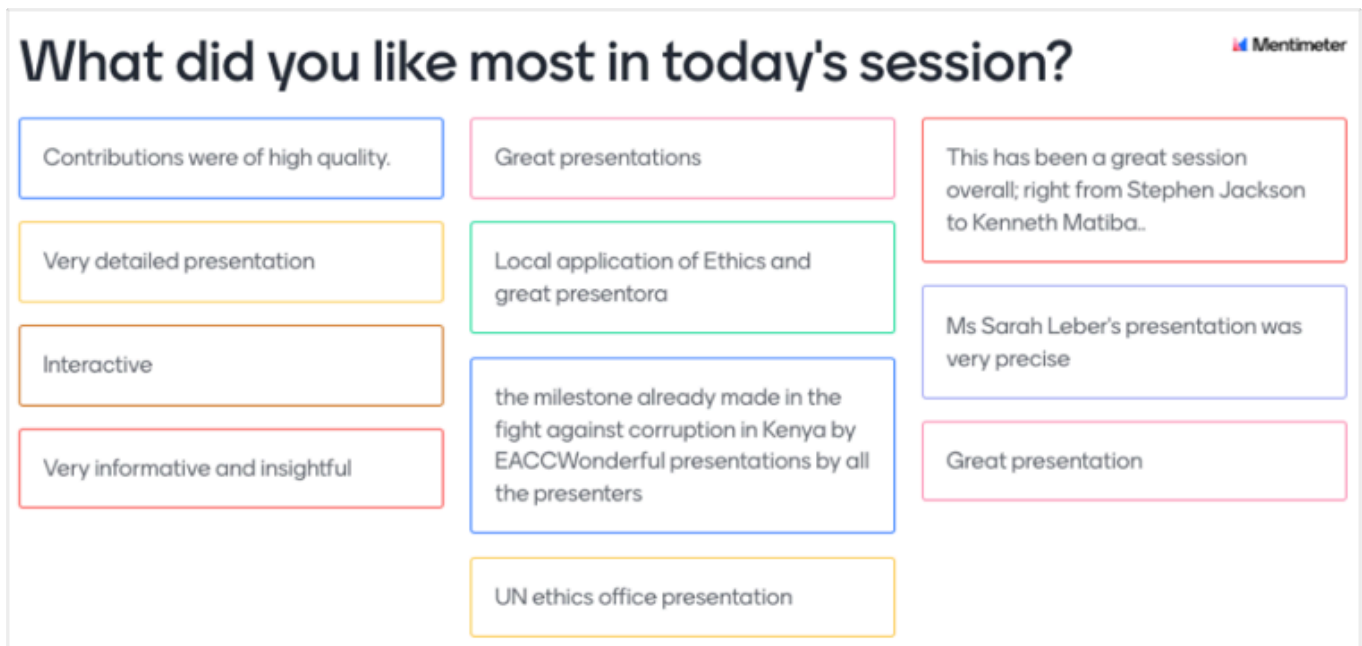 What did you like most in today's session?
Mentimeter
Contributions were of high quality.
Very detailed presentation
Interactive
Very informative and insightful
Great presentations
Local application of Ethics and
great presentora
the milestone already made in the
fight against corruption in Kenya by
EACCWonderful presentations by all
the presenters
UN ethics office presentation
This has been a great session
overall; right from Stephen Jackson
to Kenneth Matiba..
Ms Sarah Leber's presentation was
very precise
Great presentation